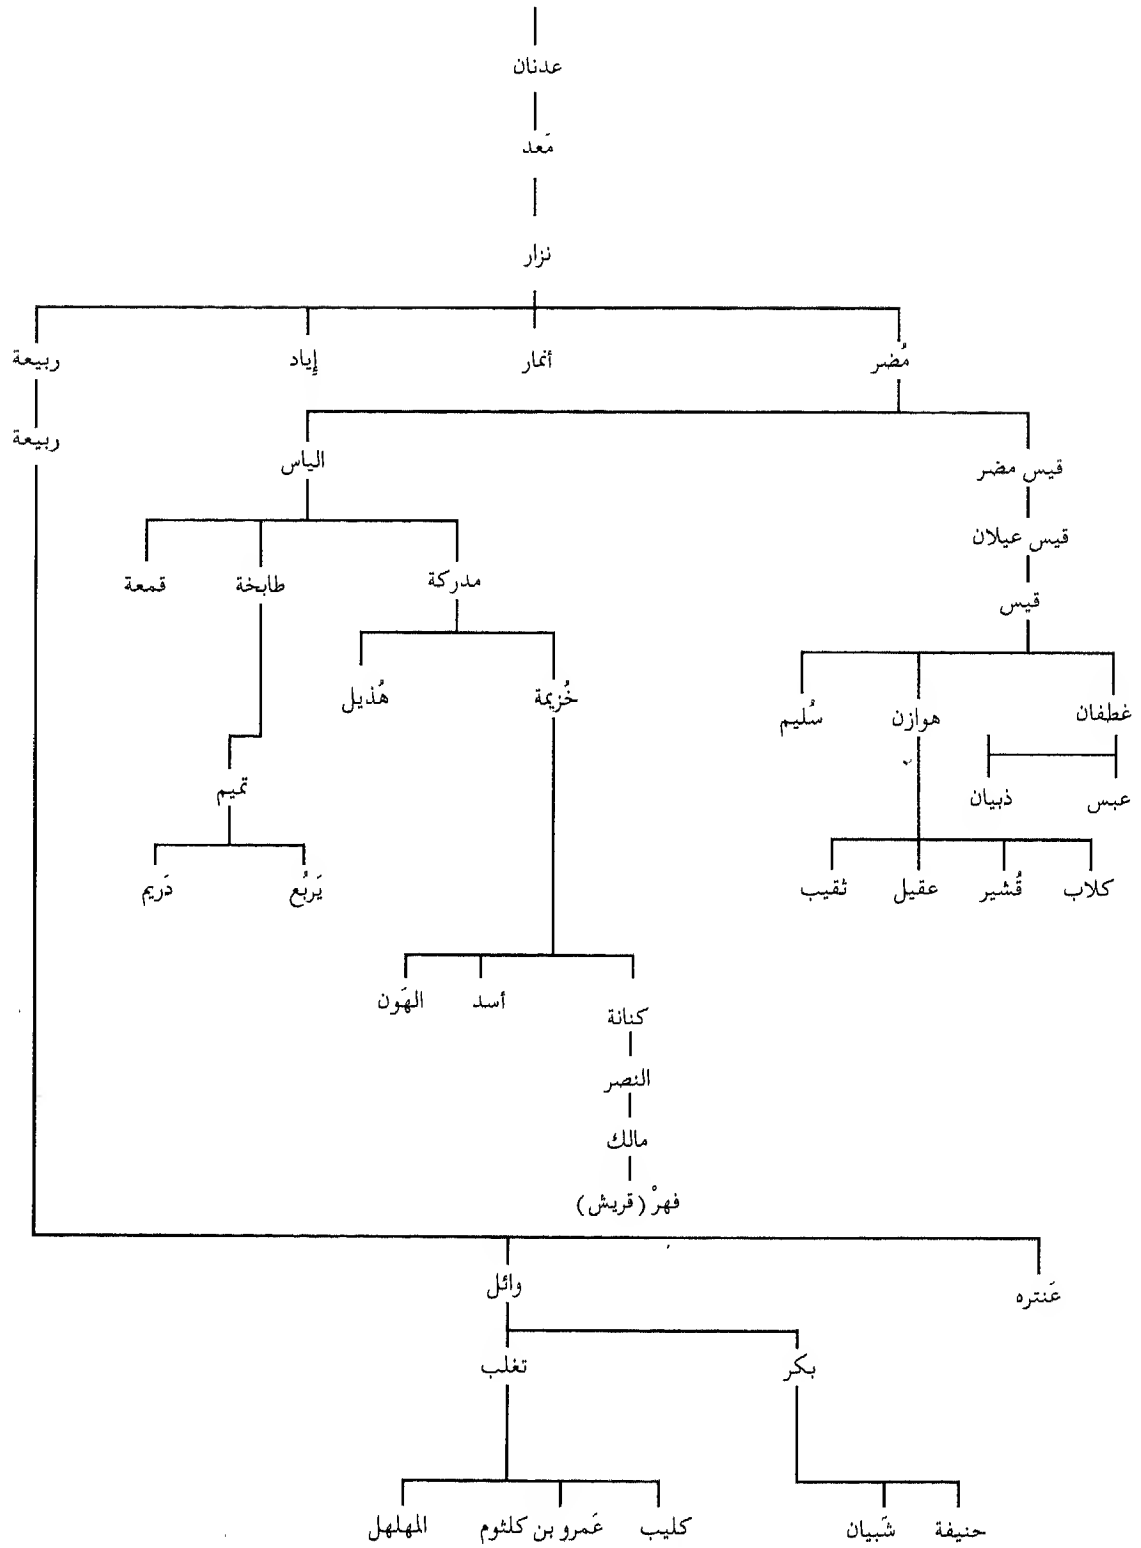 عدنان
مَعد
نزار
مُضر أنمار إِياد ربيعة
ربيعة
الياس
قيس مضر
قيس عيلان
مدركة طابخة قمعة
قيس
خُزيمة هُذيل
غطفان هوازن سُليم
تميم
عبس ذبيان
كلاب قُشير عقيل ثقيب
يَربُع دَريم
كنانة أسد الهَون
النصر
مالك
فهرْ (قريش)
وائل عَنتره
بكر تغلب
حنيفة شَبيان كليب عَمرو بن كلثوم المهلهل